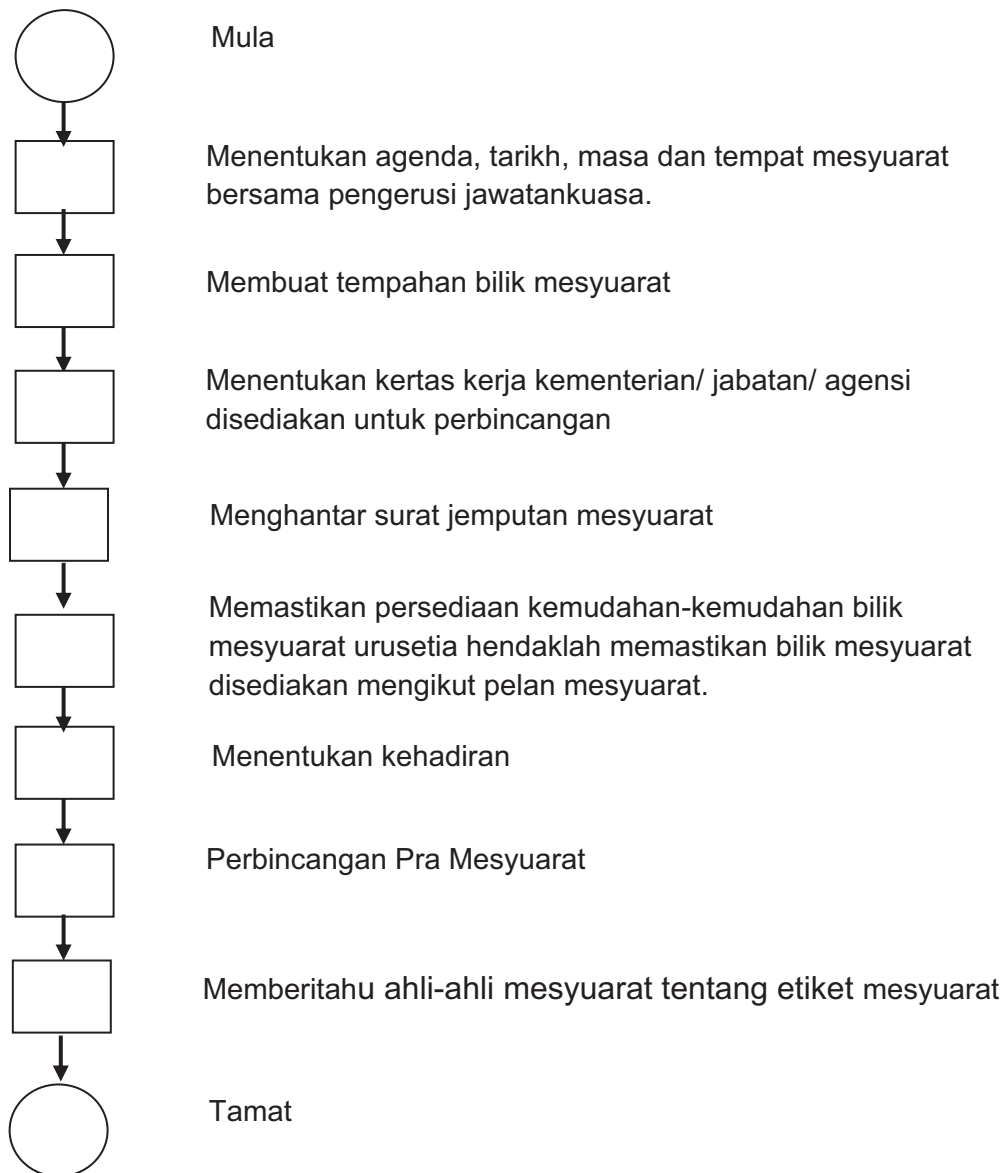 Mula
Menentukan agenda, tarikh, masa dan tempat mesyuarat
bersama pengerusi jawatankuasa.
Membuat tempahan bilik mesyuarat
Menentukan kertas kerja kementerian/ jabatan/ agensi
disediakan untuk perbincangan
Menghantar surat jemputan mesyuarat
Memastikan persediaan kemudahan-kemudahan bilik
mesyuarat urusetia hendaklah memastikan bilik mesyuarat
disediakan mengikut pelan mesyuarat.
Menentukan kehadiran
Perbincangan Pra Mesyuarat
Memberitahu ahli-ahli mesyuarat tentang etiket mesyuarat
Tamat